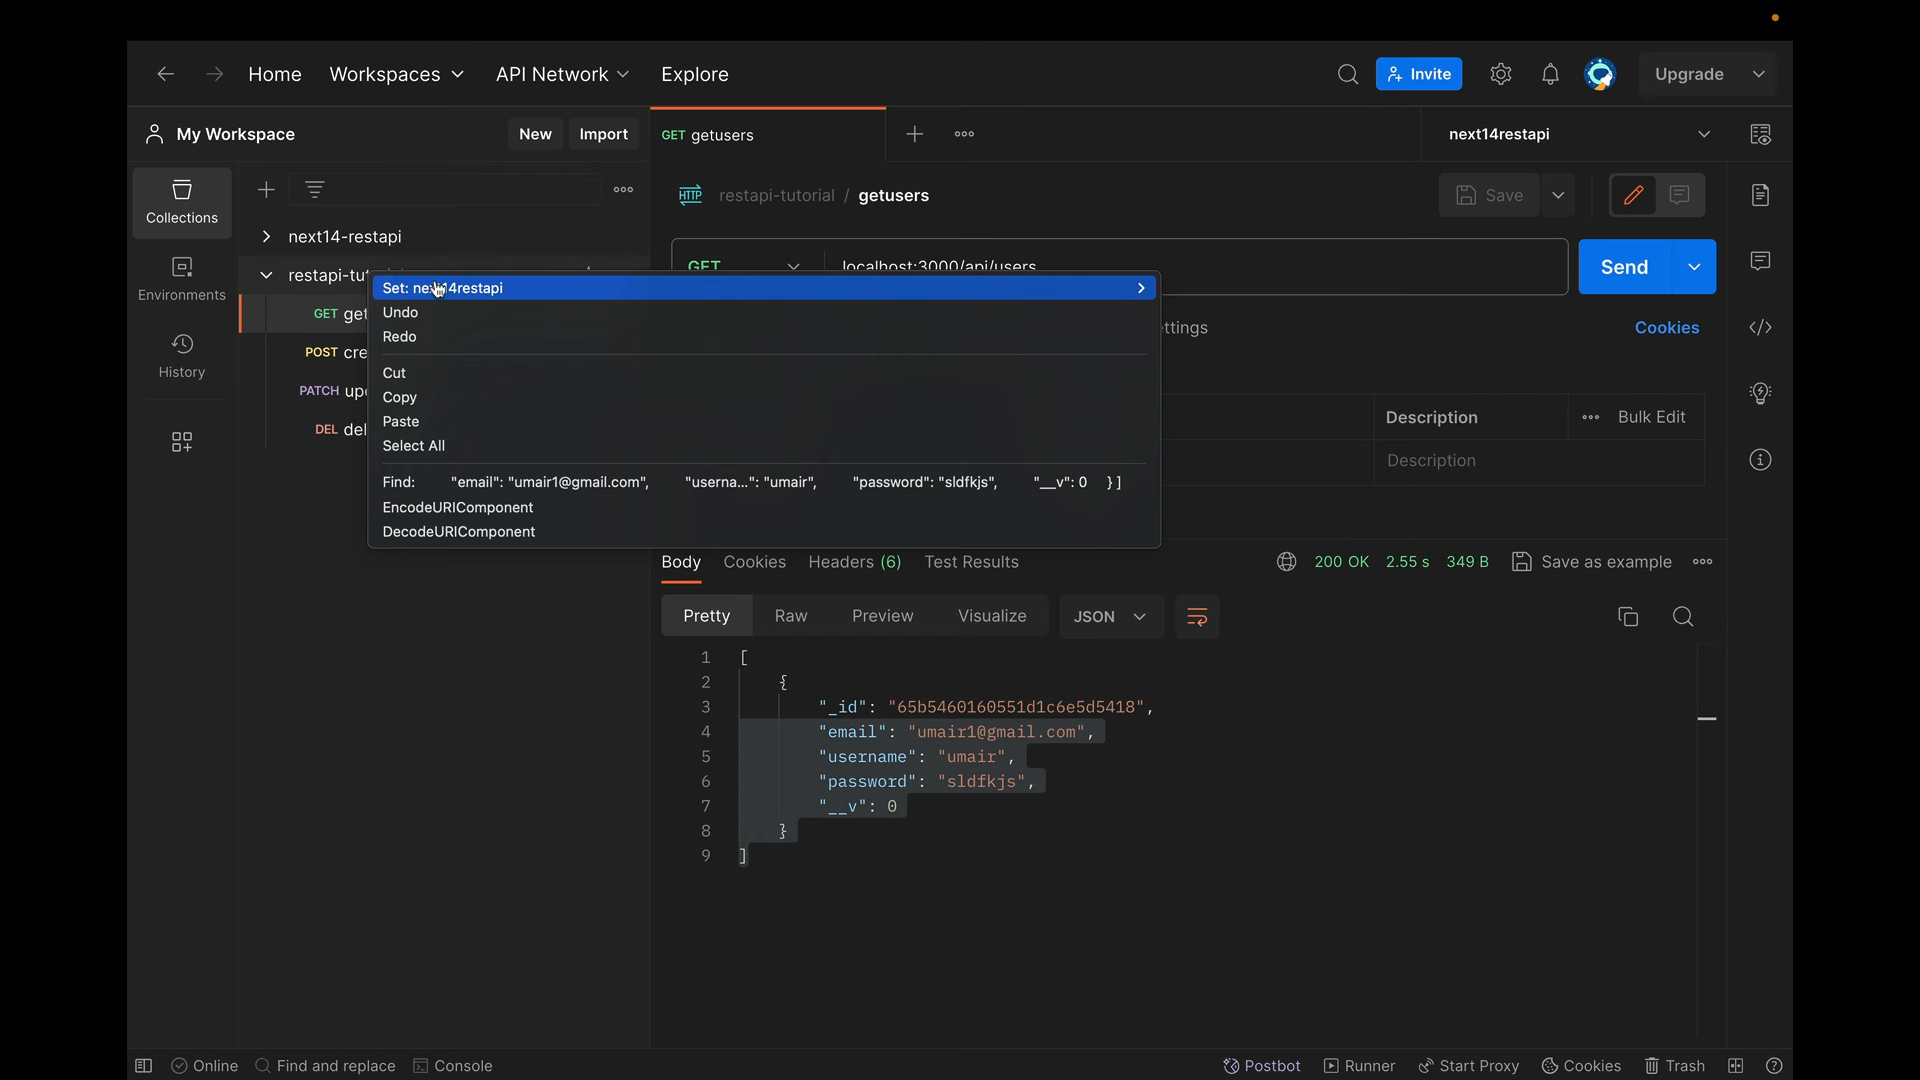 Home Workspaces API Network Explore Invite Upgrade
My Workspace New Import GET getusers next14restapi
Collections
Environments
History
next14-restapi
restapi-tu
GET get
POST cre
PATCH up
DEL del
HTTP restapi-tutorial / getusers Save
GET localhost:3000/api/users Send
ttings Cookies
Description Bulk Edit
Description
Set: next14restapi
Undo
Redo
Cut
Copy
Paste
Select All
Find: "email": "umair1@gmail.com", "userna...": "umair", "password": "sldfkjs", "__v": 0 } ]
EncodeURIComponent
DecodeURIComponent
Body Cookies Headers (6) Test Results 200 OK 2.55 s 349 B Save as example
Pretty Raw Preview Visualize JSON
1 [
2 {
3 "_id": "65b5460160551d1c6e5d5418",
4 "email": "umair1@gmail.com",
5 "username": "umair",
6 "password": "sldfkjs",
7 "__v": 0
8 }
9 ]
Online Find and replace Console Postbot Runner Start Proxy Cookies Trash